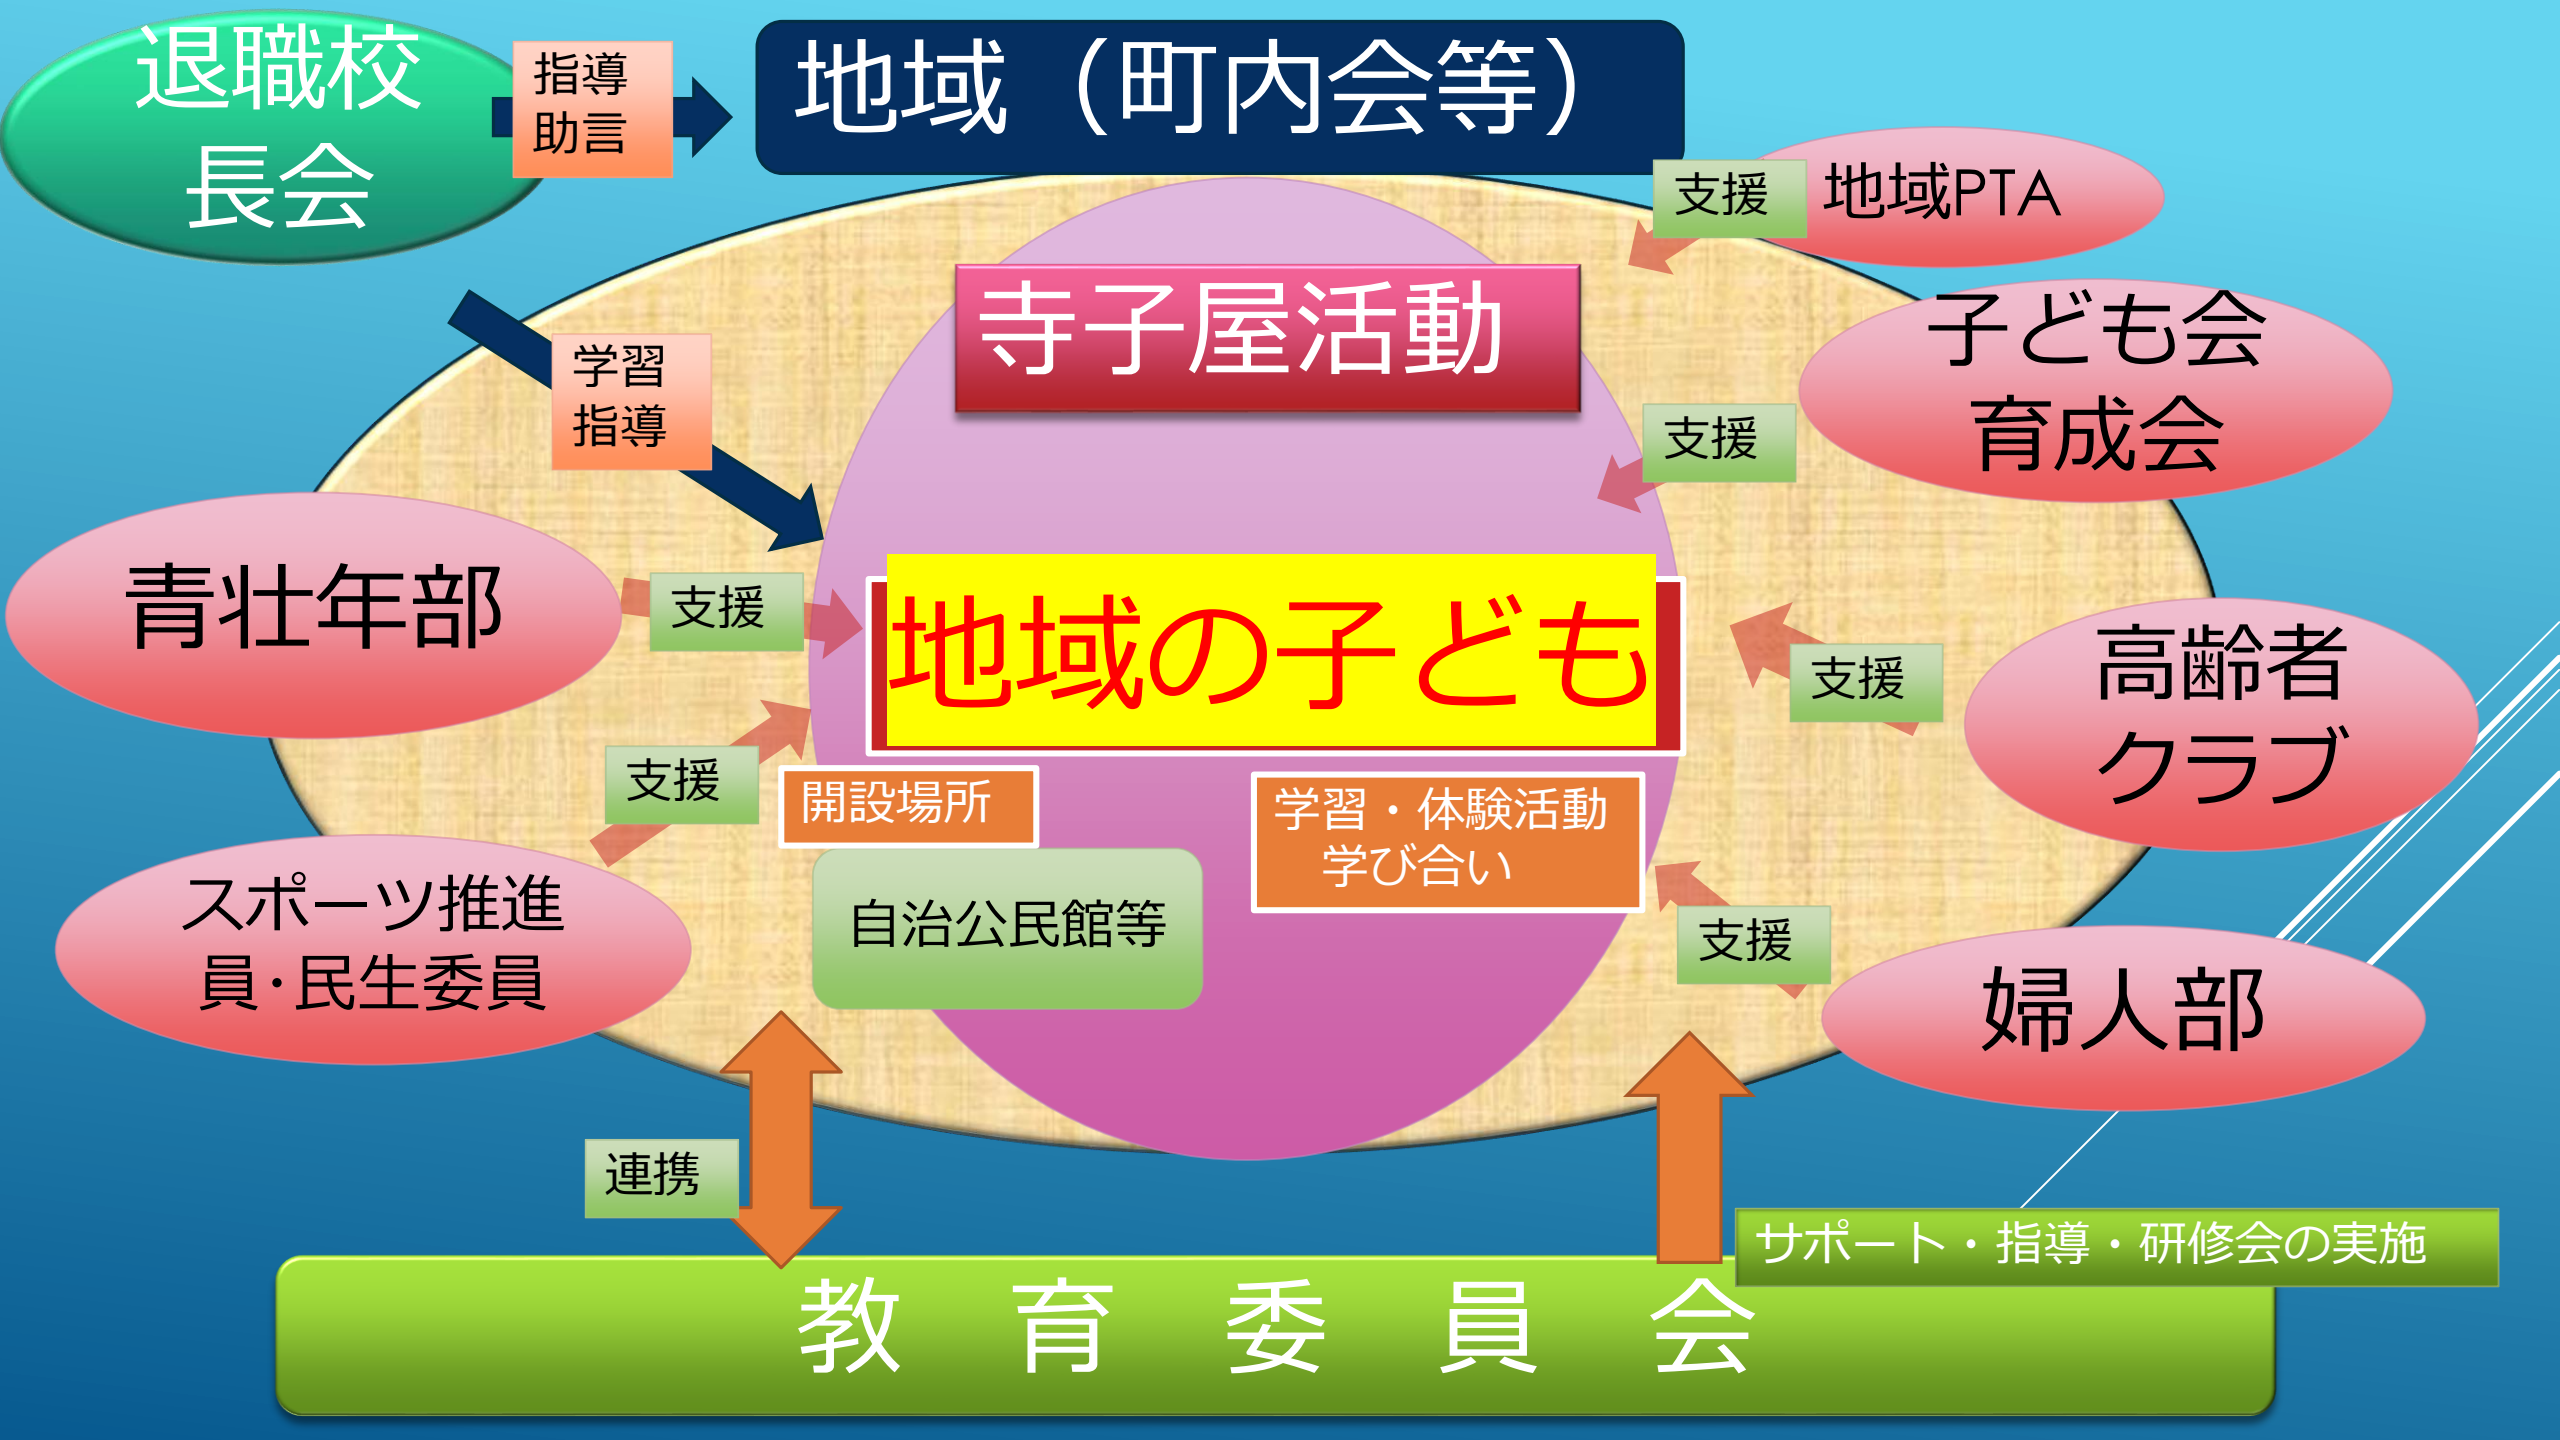 退職校
長会
指導
助言
地域（町内会等）
支援
地域PTA
寺子屋活動
子ども会
育成会
学習
指導
支援
青壮年部
支援
地域の子ども
支援
高齢者
クラブ
支援
開設場所
学習・体験活動
学び合い
スポーツ推進
員･民生委員
自治公民館等
支援
婦人部
連携
サポート・指導・研修会の実施
教　育　委　員　会